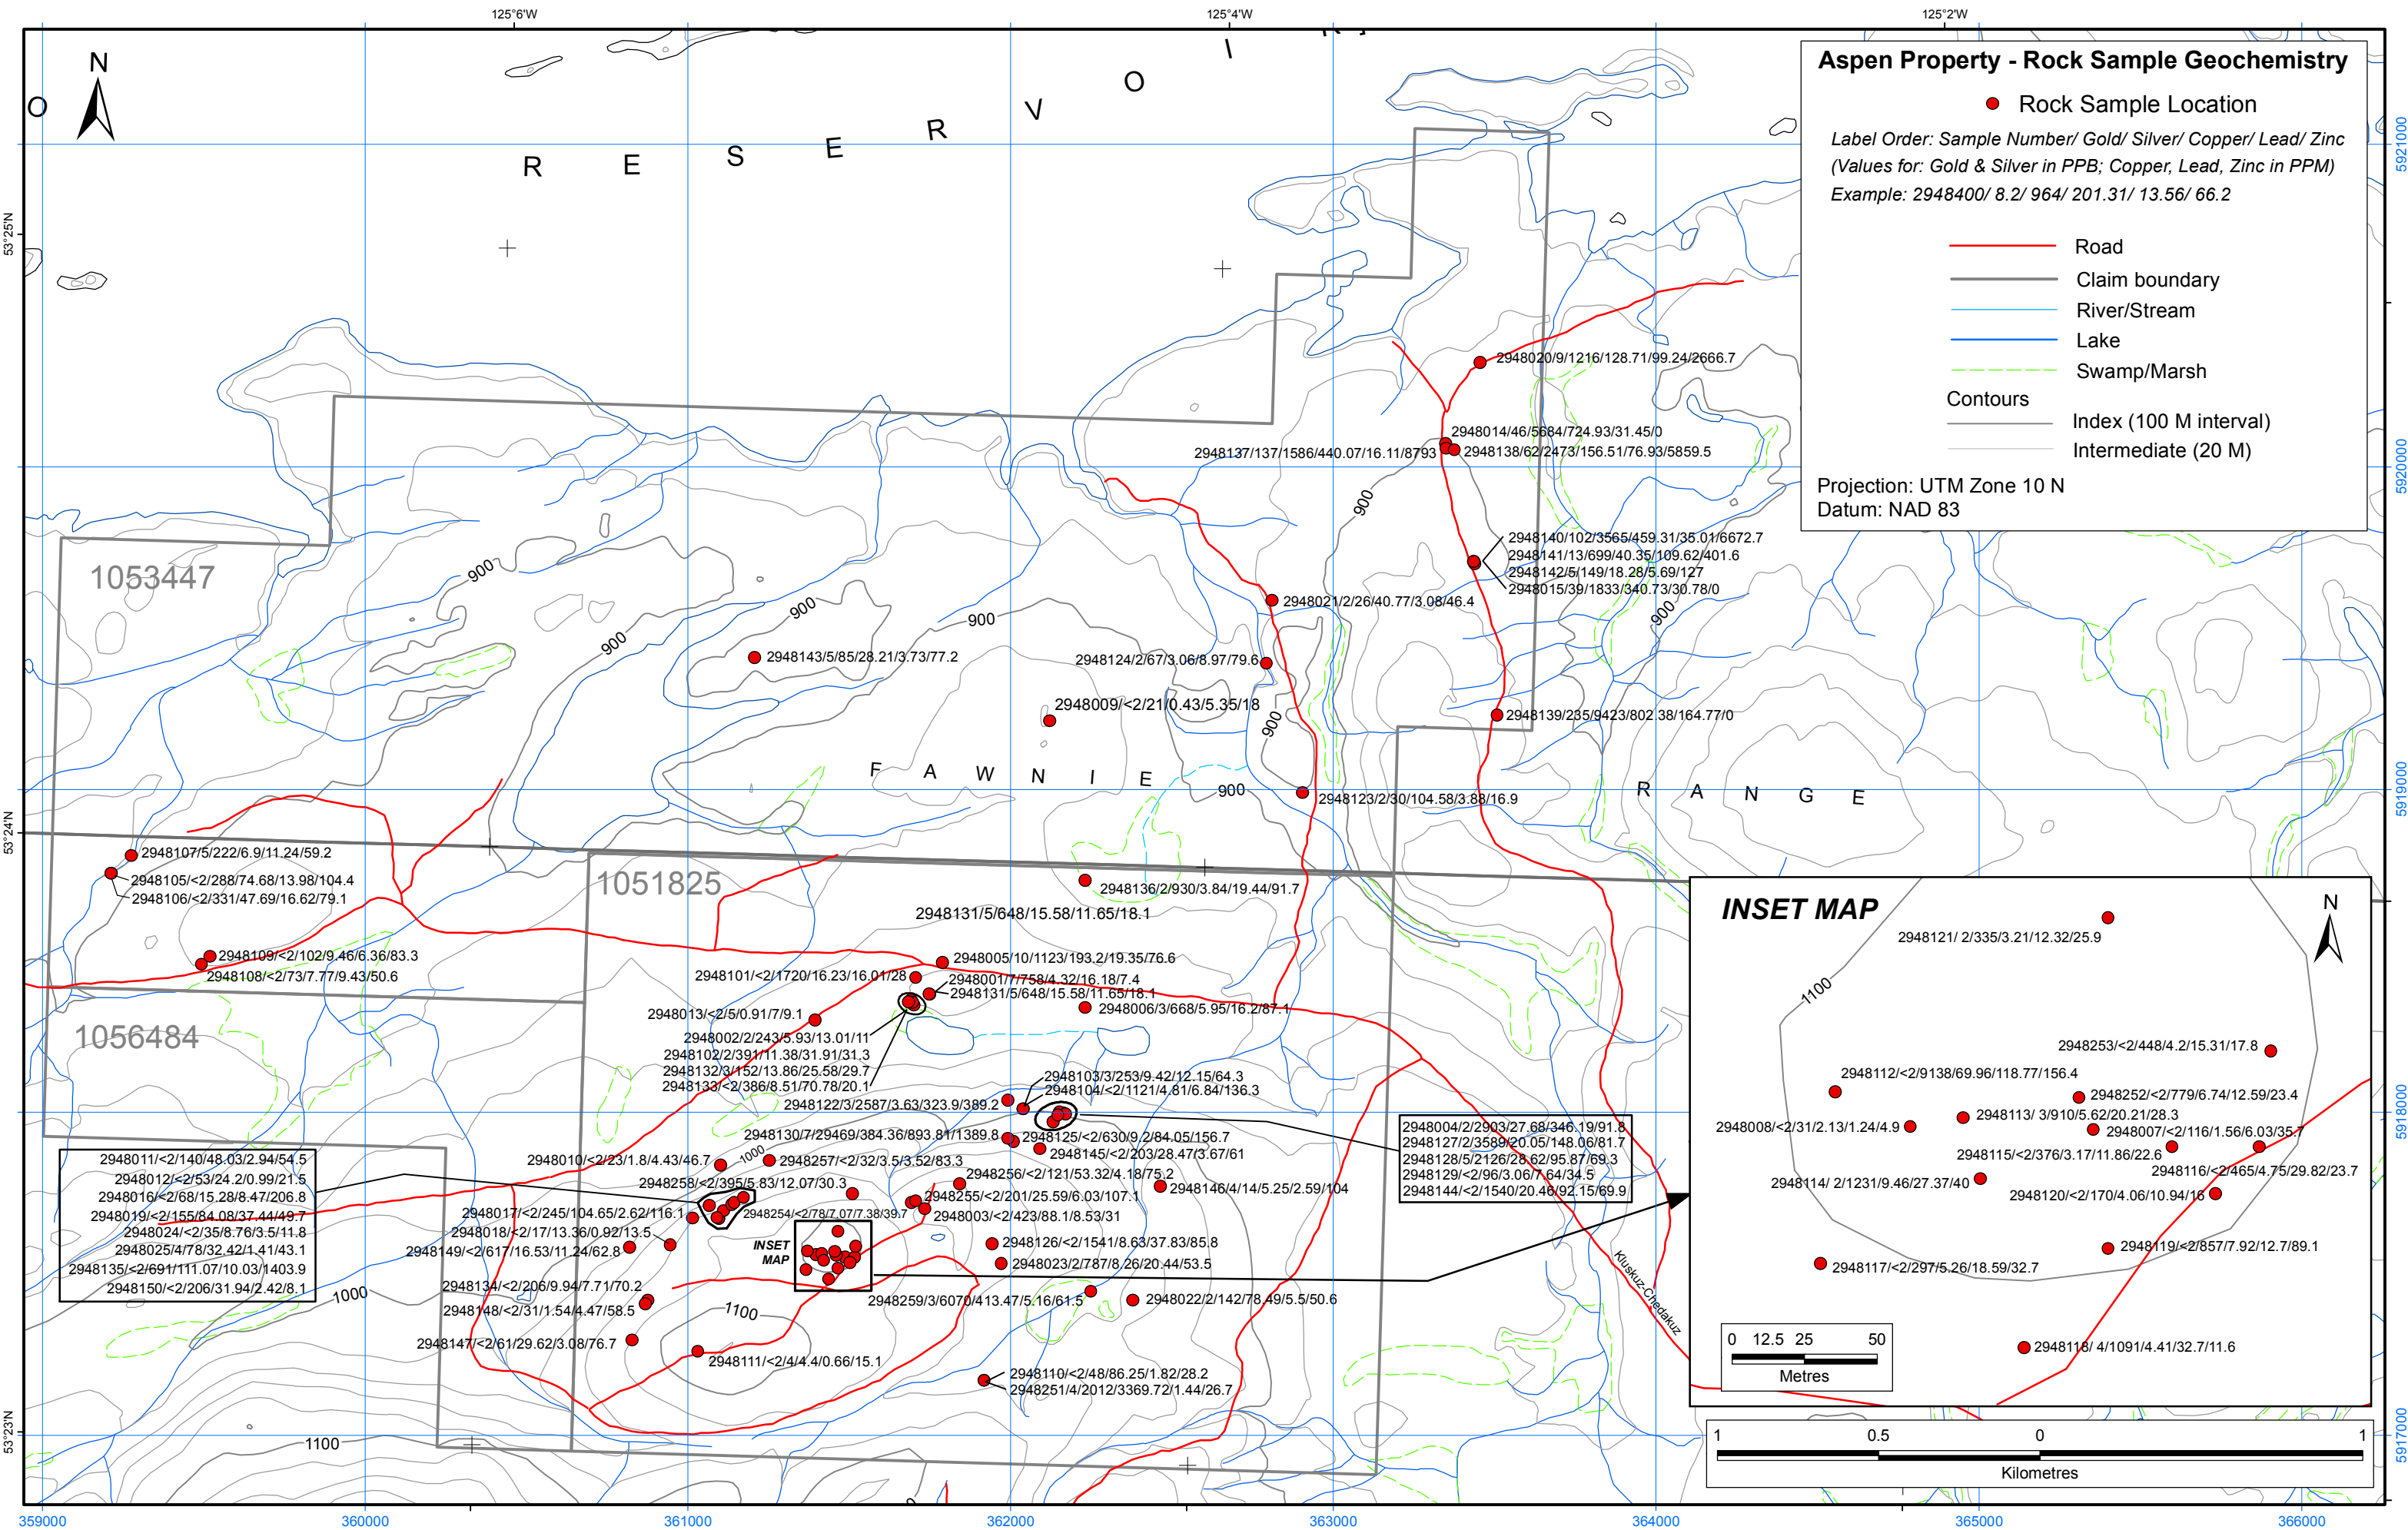 125°6'W
125°4'W
125°2'W
N
O
R E S E R V O I R
Aspen Property - Rock Sample Geochemistry
Rock Sample Location
Label Order: Sample Number/ Gold/ Silver/ Copper/ Lead/ Zinc
(Values for: Gold & Silver in PPB; Copper, Lead, Zinc in PPM)
Example: 2948400/ 8.2/ 964/ 201.31/ 13.56/ 66.2
Road
Claim boundary
River/Stream
Lake
Swamp/Marsh
Contours
Index (100 M interval)
Intermediate (20 M)
Projection: UTM Zone 10 N
Datum: NAD 83
5921000
53°25'N
2948020/9/1216/128.71/99.24/2666.7
2948014/46/5684/724.93/31.45/0
2948137/137/1586/440.07/16.11/8793
2948138/62/2473/156.51/76.93/5859.5
5920000
900
2948140/102/3565/459.31/35.01/6672.7
2948141/13/699/40.35/109.62/401.6
2948142/5/149/18.28/5.69/127
2948015/39/1833/340.73/30.78/0
1053447
900
900
900
900
900
2948021/2/26/40.77/3.08/46.4
2948143/5/85/28.21/3.73/77.2
2948124/2/67/3.06/8.97/79.6
2948009/<2/21/0.43/5.35/18
900
2948139/235/9423/802.38/164.77/0
F A W N I E
R A N G E
900
2948123/2/30/104.58/3.88/16.9
5919000
53°24'N
2948107/5/222/6.9/11.24/59.2
2948105/<2/288/74.68/13.98/104.4
2948106/<2/331/47.69/16.62/79.1
1051825
2948136/2/930/3.84/19.44/91.7
2948131/5/648/15.58/11.65/18.1
2948109/<2/102/9.46/6.36/83.3
2948108/<2/73/7.77/9.43/50.6
2948005/10/1123/193.2/19.35/76.6
2948101/<2/1720/16.23/16.01/28
2948001/7/758/4.32/16.18/7.4
2948131/5/648/15.58/11.65/18.1
2948006/3/668/5.95/16.2/87.1
2948013/<2/5/0.91/7/9.1
1056484
2948002/2/243/5.93/13.01/11
2948102/2/391/11.38/31.91/31.3
2948132/3/152/13.86/25.58/29.7
2948133/<2/386/8.51/70.78/20.1
2948103/3/253/9.42/12.15/64.3
2948104/<2/1121/4.81/6.84/136.3
2948122/3/2587/3.63/323.9/389.2
5918000
2948004/2/2903/27.68/346.19/91.8
2948127/2/3589/20.05/148.06/81.7
2948128/5/2126/28.62/95.87/69.3
2948129/<2/96/3.06/7.64/34.5
2948144/<2/1540/20.46/92.15/69.9
2948130/7/29469/384.36/893.81/1389.8
2948125/<2/630/9.2/84.05/156.7
2948145/<2/203/28.47/3.67/61
1000
2948010/<2/23/1.8/4.43/46.7
2948257/<2/32/3.5/3.52/83.3
2948256/<2/121/53.32/4.18/75.2
2948258/<2/395/5.83/12.07/30.3
2948146/4/14/5.25/2.59/104
2948255/<2/201/25.59/6.03/107.1
2948011/<2/140/48.03/2.94/54.5
2948012/<2/53/24.2/0.99/21.5
2948016/<2/68/15.28/8.47/206.8
2948019/<2/155/84.08/37.44/49.7
2948024/<2/35/8.76/3.5/11.8
2948025/4/78/32.42/1.41/43.1
2948135/<2/691/111.07/10.03/1403.9
2948150/<2/206/31.94/2.42/8.1
2948017/<2/245/104.65/2.62/116.1
2948254/<2/78/7.07/7.38/39.7
2948003/<2/423/88.1/8.53/31
2948018/<2/17/13.36/0.92/13.5
2948149/<2/617/16.53/11.24/62.8
INSET
MAP
2948126/<2/1541/8.63/37.83/85.8
2948023/2/787/8.26/20.44/53.5
2948134/<2/206/9.94/7.71/70.2
2948148/<2/31/1.54/4.47/58.5
2948259/3/6070/413.47/5.16/61.5
2948022/2/142/78.49/5.5/50.6
1000
1100
2948147/<2/61/29.62/3.08/76.7
2948111/<2/4/4.4/0.66/15.1
2948110/<2/48/86.25/1.82/28.2
2948251/4/2012/3369.72/1.44/26.7
Kluskuz-Chedakuz
1100
INSET MAP
N
2948121/ 2/335/3.21/12.32/25.9
1100
2948253/<2/448/4.2/15.31/17.8
2948112/<2/9138/69.96/118.77/156.4
2948252/<2/779/6.74/12.59/23.4
2948113/ 3/910/5.62/20.21/28.3
2948008/<2/31/2.13/1.24/4.9
2948007/<2/116/1.56/6.03/35.7
2948115/<2/376/3.17/11.86/22.6
2948116/<2/465/4.75/29.82/23.7
2948114/ 2/1231/9.46/27.37/40
2948120/<2/170/4.06/10.94/16
2948119/<2/857/7.92/12.7/89.1
2948117/<2/297/5.26/18.59/32.7
2948118/ 4/1091/4.41/32.7/11.6
0 12.5 25 50
Metres
1 0.5 0 1
Kilometres
53°23'N
5917000
359000 360000 361000 362000 363000 364000 365000 366000